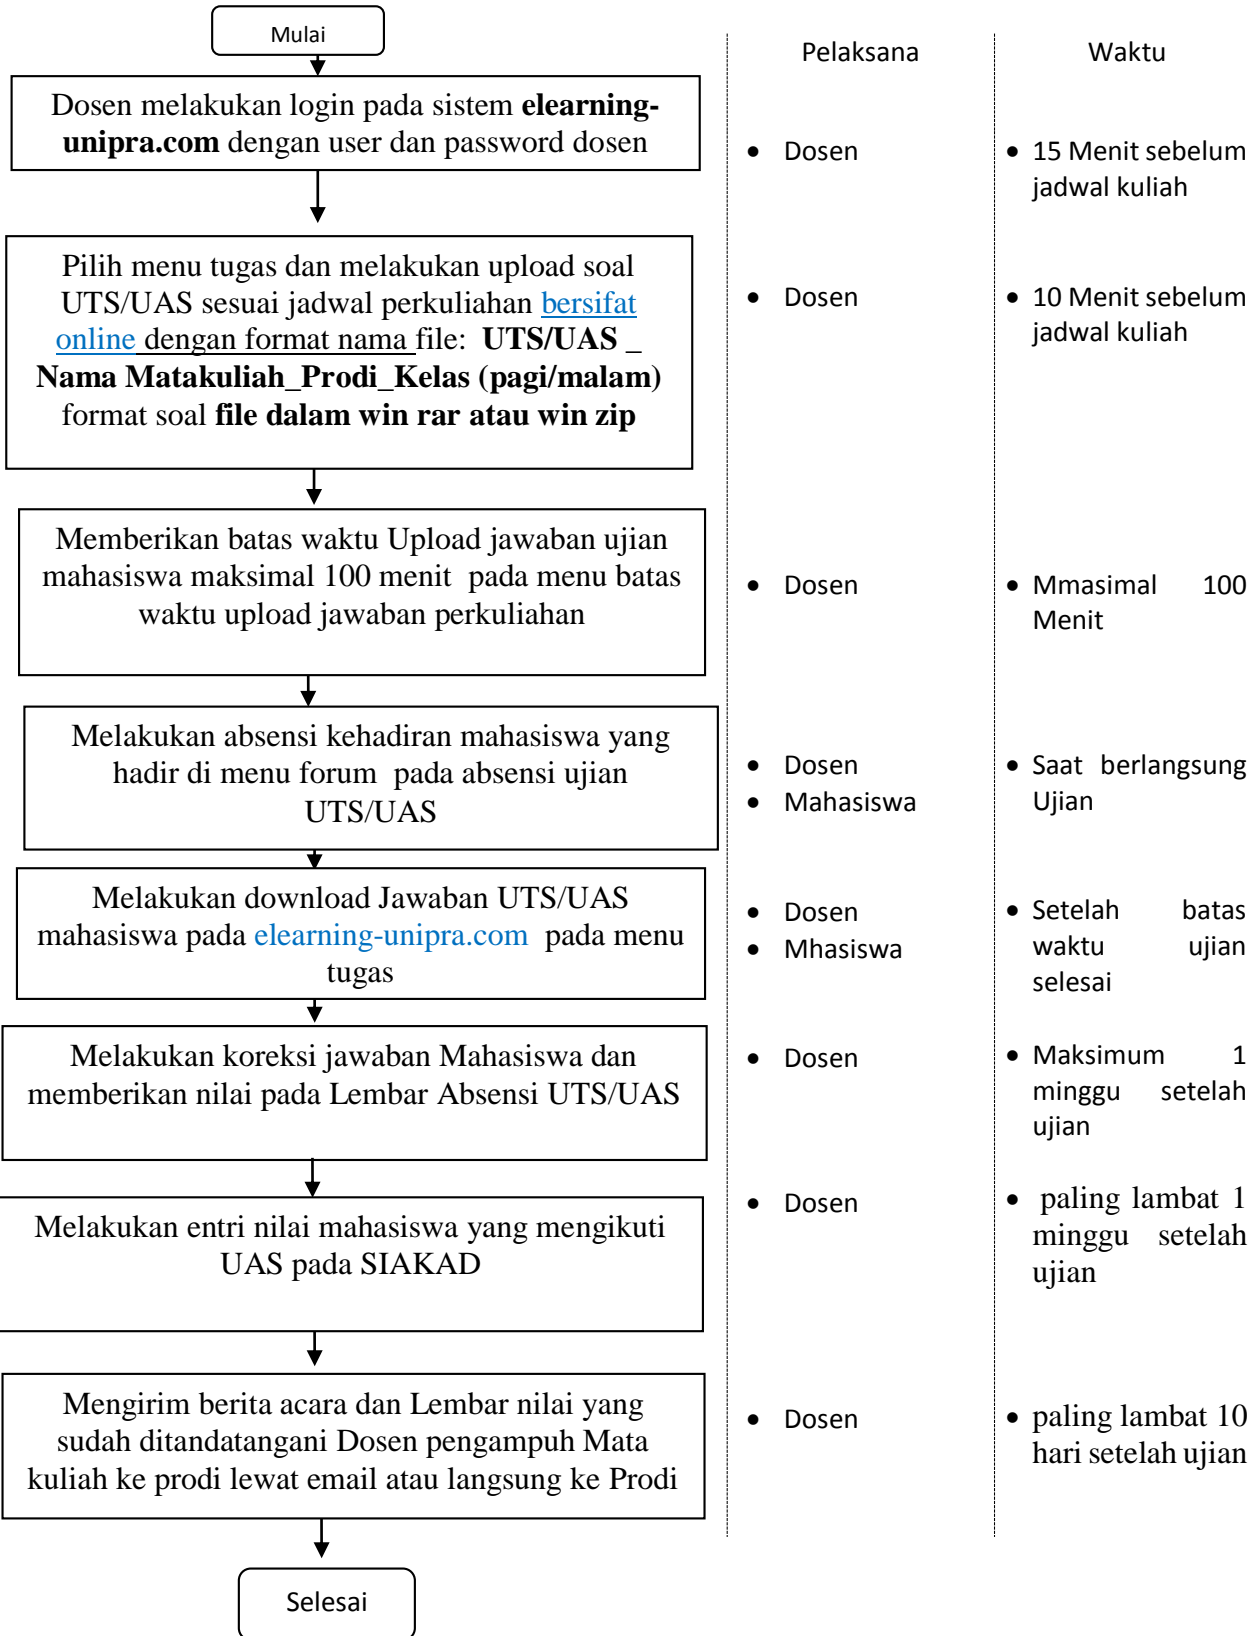 Mulai
Pelaksana
Waktu
Dosen melakukan login pada sistem elearning-
unipra.com dengan user dan password dosen
• Dosen
• 15 Menit sebelum
jadwal kuliah
Pilih menu tugas dan melakukan upload soal
UTS/UAS sesuai jadwal perkuliahan bersifat
online dengan format nama file: UTS/UAS _
Nama Matakuliah_Prodi_Kelas (pagi/malam)
format soal file dalam win rar atau win zip
• Dosen
• 10 Menit sebelum
jadwal kuliah
Memberikan batas waktu Upload jawaban ujian
mahasiswa maksimal 100 menit pada menu batas
waktu upload jawaban perkuliahan
• Dosen
• Mmasimal 100
Menit
Melakukan absensi kehadiran mahasiswa yang
hadir di menu forum pada absensi ujian
UTS/UAS
• Dosen
• Mahasiswa
• Saat berlangsung
Ujian
Melakukan download Jawaban UTS/UAS
mahasiswa pada elearning-unipra.com pada menu
tugas
• Dosen
• Mhasiswa
• Setelah batas
waktu ujian
selesai
Melakukan koreksi jawaban Mahasiswa dan
memberikan nilai pada Lembar Absensi UTS/UAS
• Dosen
• Maksimum 1
minggu setelah
ujian
Melakukan entri nilai mahasiswa yang mengikuti
UAS pada SIAKAD
• Dosen
• paling lambat 1
minggu setelah
ujian
Mengirim berita acara dan Lembar nilai yang
sudah ditandatangani Dosen pengampuh Mata
kuliah ke prodi lewat email atau langsung ke Prodi
• Dosen
• paling lambat 10
hari setelah ujian
Selesai